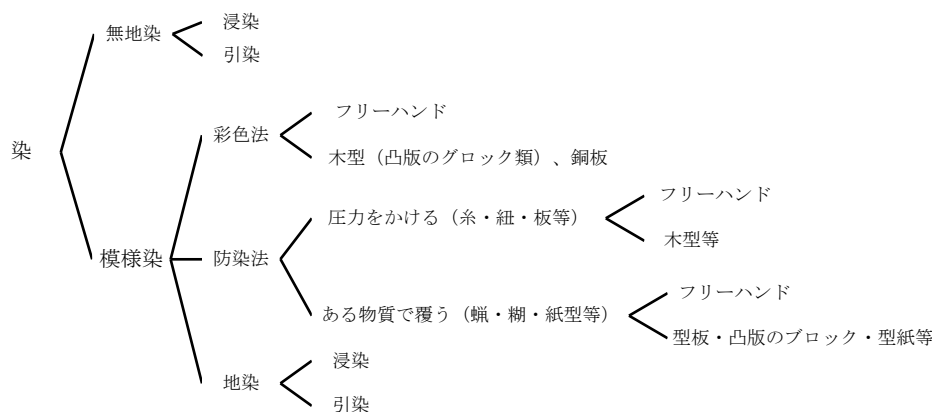 染
無地染
浸染
引染
模様染
彩色法
フリーハンド
木型（凸版のグロック類）、銅板
防染法
圧力をかける（糸・紐・板等）
フリーハンド
木型等
ある物質で覆う（蝋・糊・紙型等）
フリーハンド
型板・凸版のブロック・型紙等
地染
浸染
引染